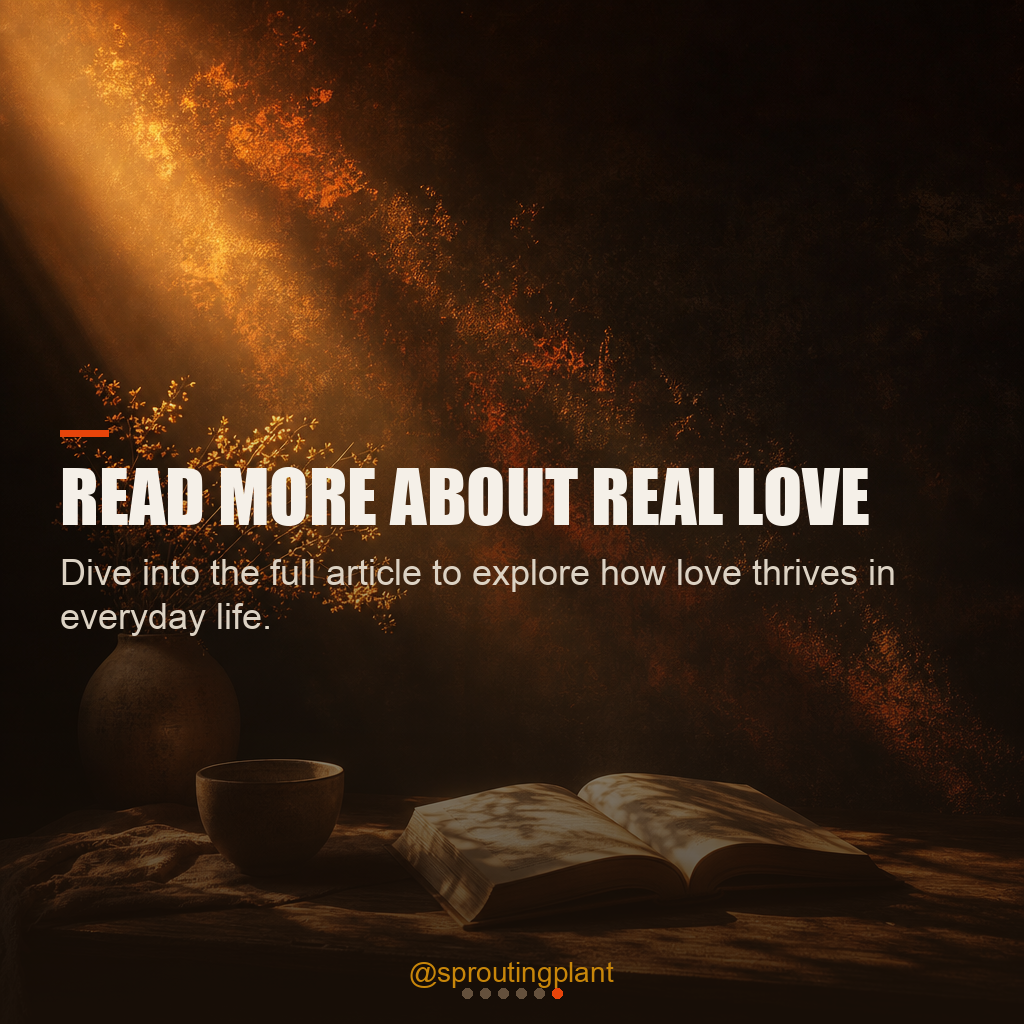 READ MORE ABOUT REAL LOVE
Dive into the full article to explore how love thrives in
everyday life.
@sproutingplant